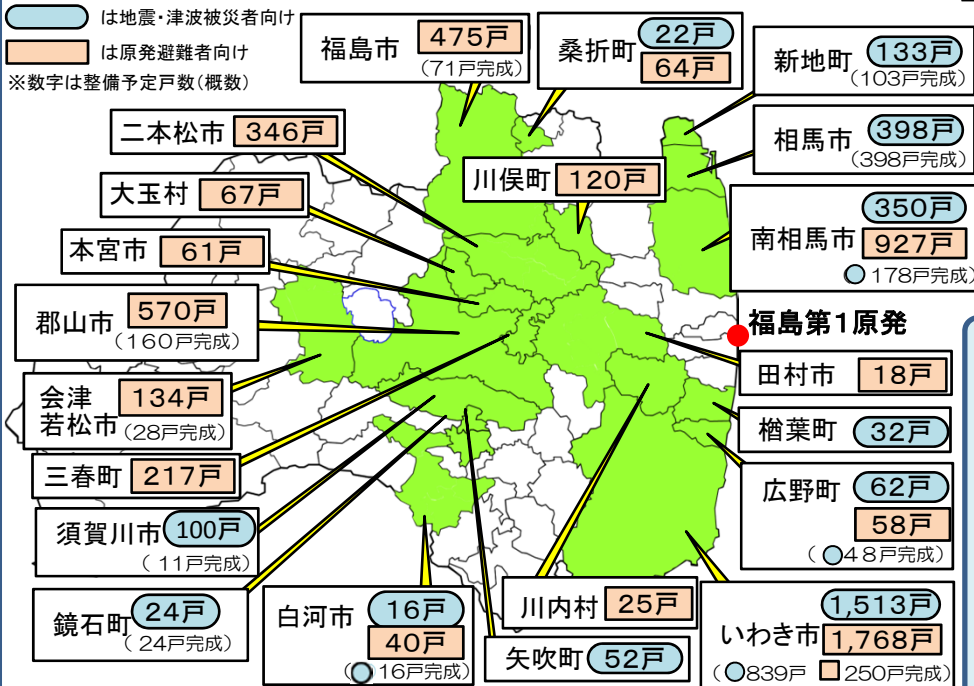 は地震・津波被災者向け
は原発避難者向け
※数字は整備予定戸数(概数)
福島市 475戸
(71戸完成)
桑折町 22戸
64戸
新地町 133戸
(103戸完成)
二本松市 346戸
相馬市 398戸
(398戸完成)
川俣町 120戸
大玉村 67戸
南相馬市 350戸
927戸
178戸完成)
本宮市 61戸
郡山市 570戸
(160戸完成)
福島第1原発
田村市 18戸
会津
若松市 134戸
(28戸完成)
楢葉町 32戸
三春町 217戸
広野町 62戸
58戸
(48戸完成)
須賀川市 100戸
(11戸完成)
鏡石町 24戸
(24戸完成)
白河市 16戸
40戸
(16戸完成)
川内村 25戸
矢吹町 52戸
いわき市 1,513戸
1,768戸
(839戸 250戸完成)